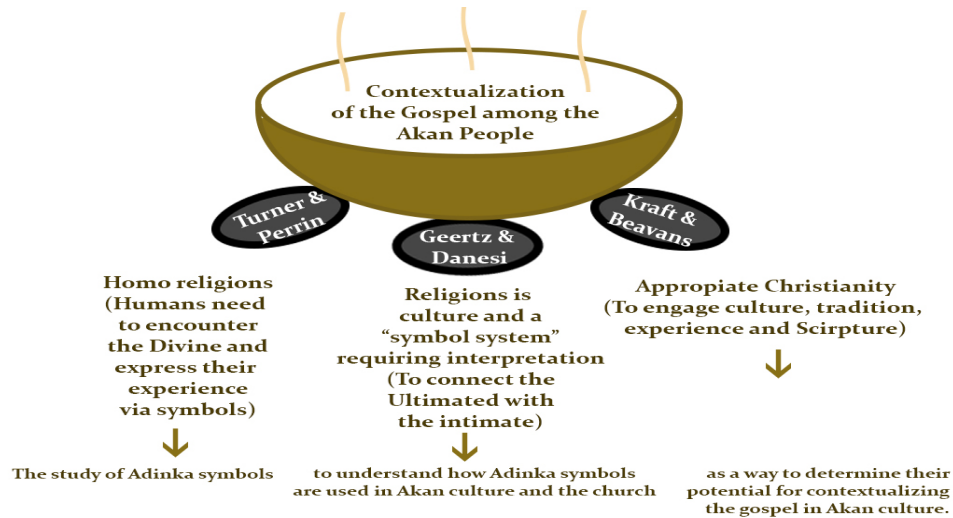 Contextualization
of the Gospel among the
Akan People
Turner &
Perrin
Geertz &
Danesi
Kraft &
Beavans
Homo religions
(Humans need
to encounter
the Divine and
express their
experience
via symbols)
Religions is
culture and a
“symbol system”
requiring interpretation
(To connect the
Ultimated with
the intimate)
Appropiate Christianity
(To engage culture, tradition,
experience and Scirpture)
The study of Adinka symbols
to understand how Adinka symbols
are used in Akan culture and the church
as a way to determine their
potential for contextualizing
the gospel in Akan culture.